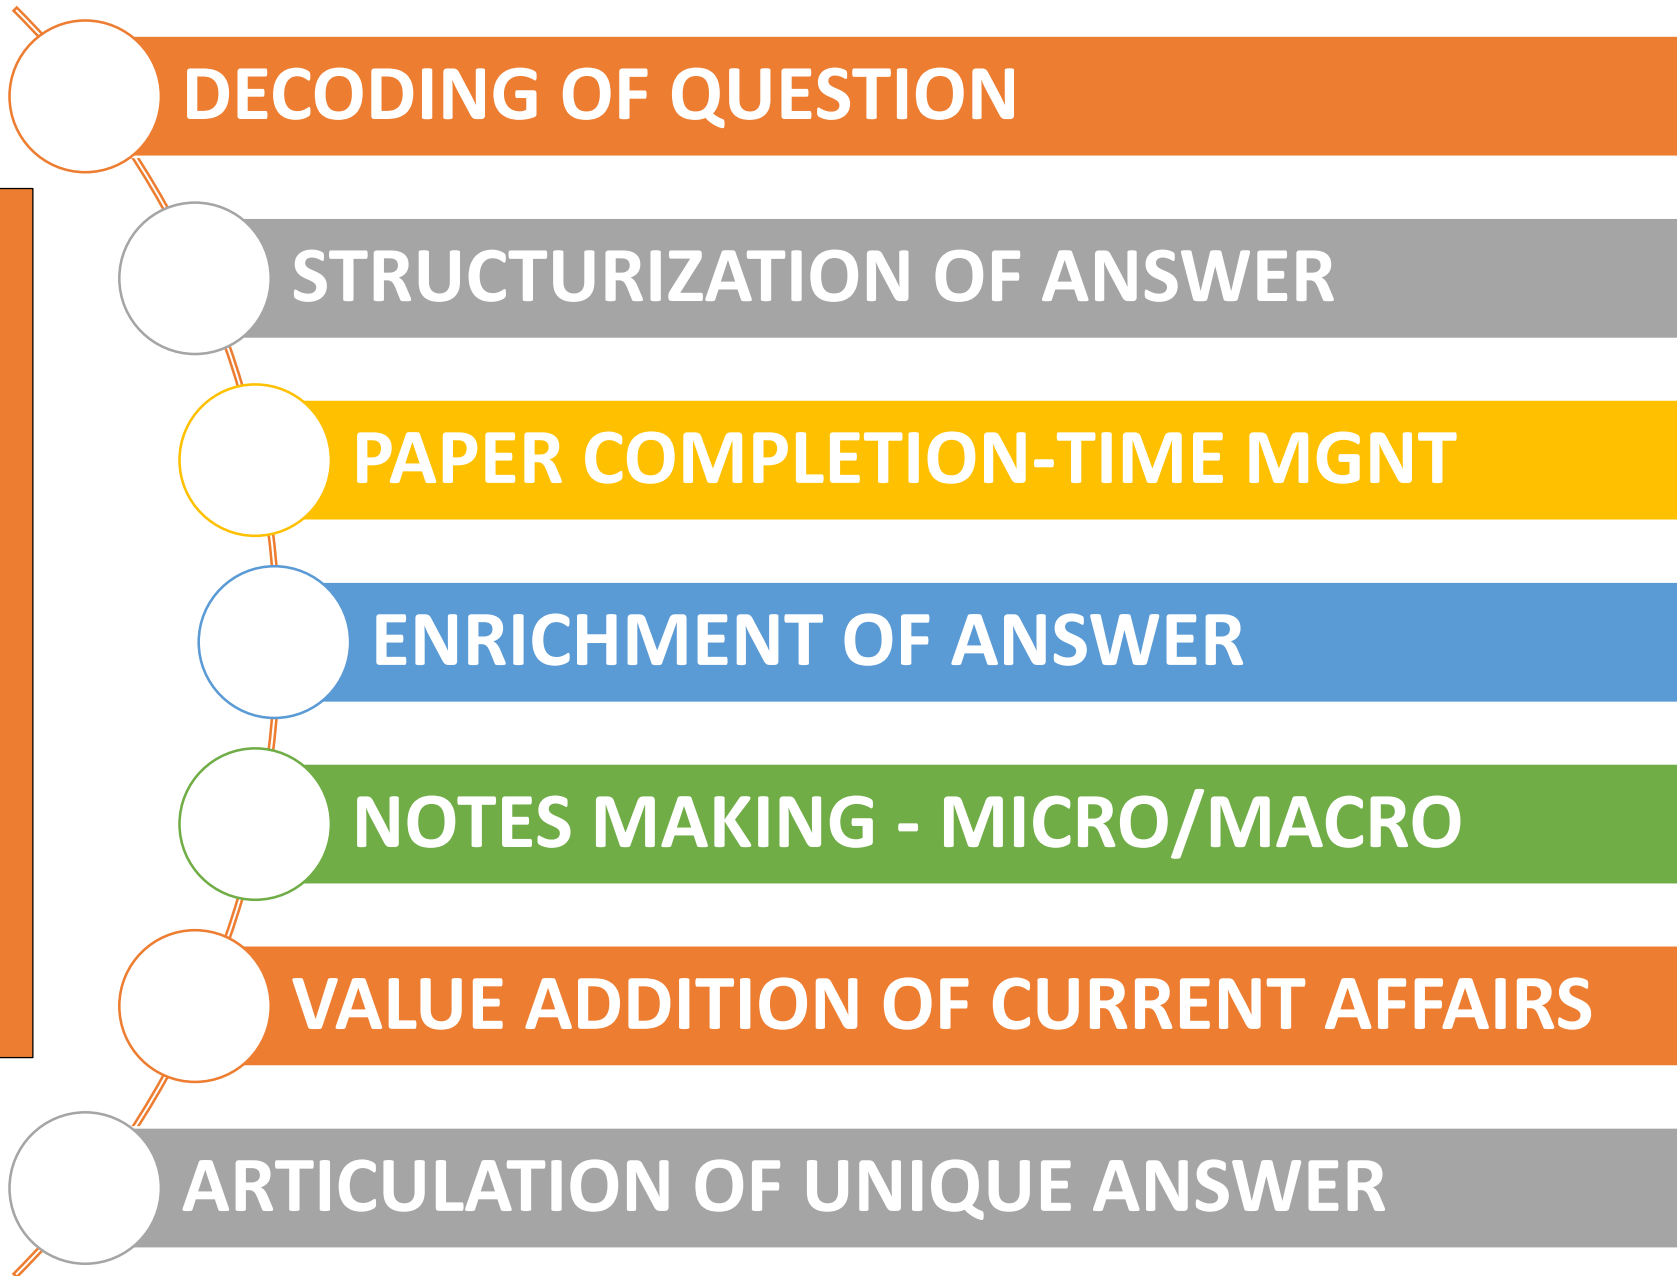 DECODING OF QUESTION
STRUCTURIZATION OF ANSWER
PAPER COMPLETION-TIME MGNT
ENRICHMENT OF ANSWER
NOTES MAKING - MICRO/MACRO
VALUE ADDITION OF CURRENT AFFAIRS
ARTICULATION OF UNIQUE ANSWER